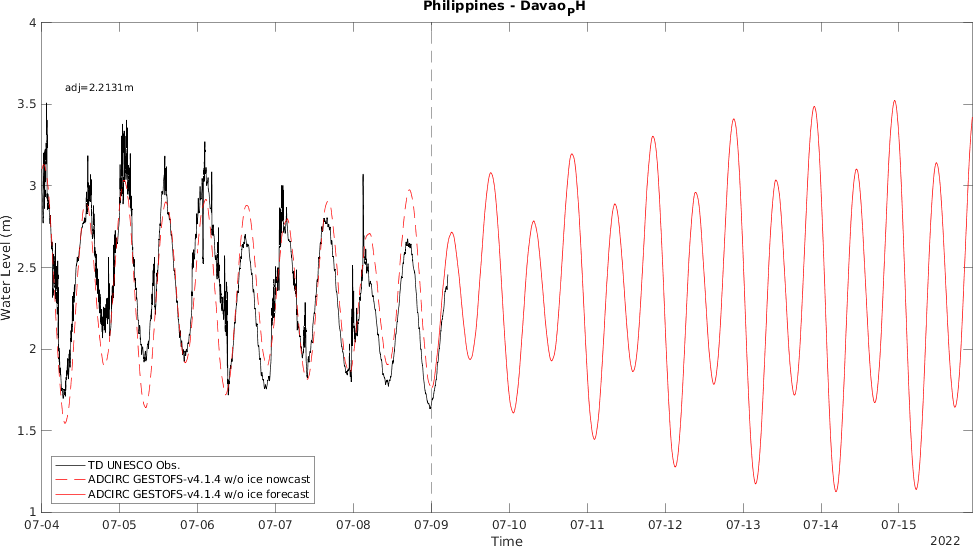 Philippines - Davao_pH
adj=2.2131m
Water Level (m)
4
3.5
3
2.5
2
1.5
1
TD UNESCO Obs.
ADCIRC GESTOFS-v4.1.4 w/o ice nowcast
ADCIRC GESTOFS-v4.1.4 w/o ice forecast
07-04 07-05 07-06 07-07 07-08 07-09 07-10 07-11 07-12 07-13 07-14 07-15
Time
2022